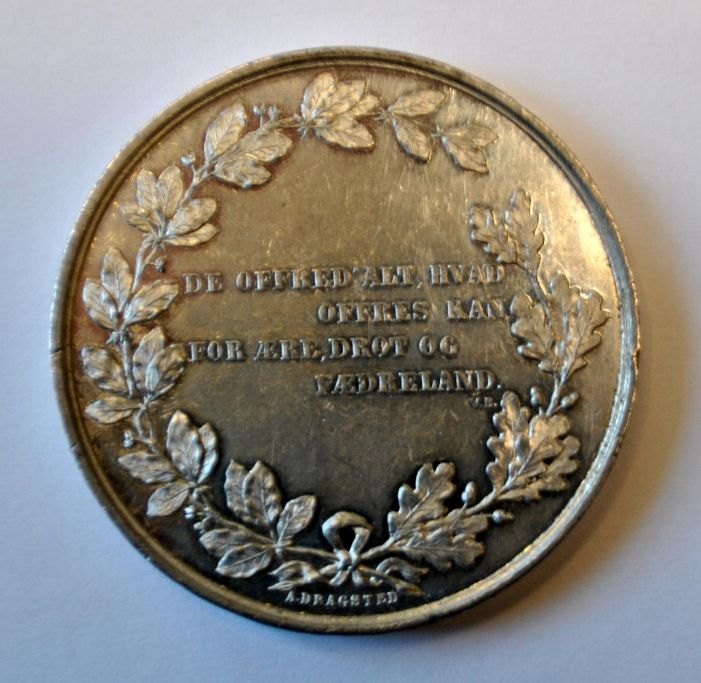 DE OFFRED' ALT, HVAD
OFFRES KAN
FOR ÆRE, DROT OG
FÆDRELAND.
A. DRAGSTED